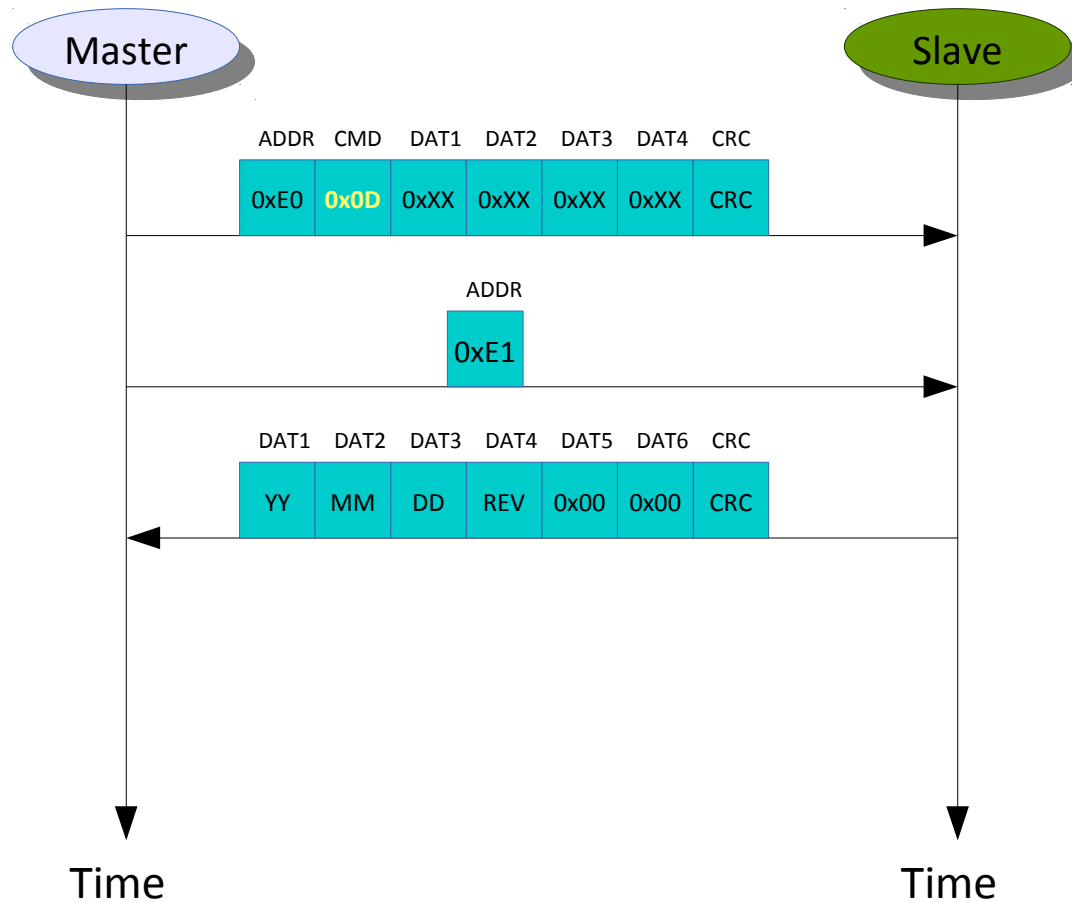 Master Slave
ADDR CMD DAT1 DAT2 DAT3 DAT4 CRC
0xE0 0x0D 0xXX 0xXX 0xXX 0xXX CRC
ADDR
0xE1
DAT1 DAT2 DAT3 DAT4 DAT5 DAT6 CRC
YY MM DD REV 0x00 0x00 CRC
Time Time